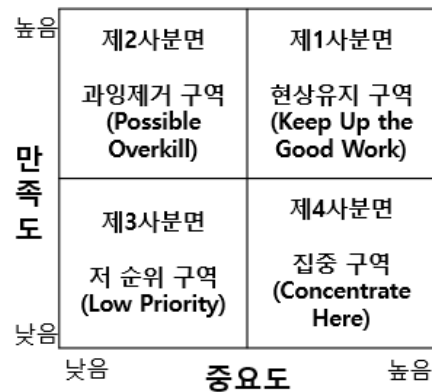 높음
제2사분면
과잉제거 구역
(Possible
Overkill)
제1사분면
현상유지 구역
(Keep Up the
Good Work)
만족도
제3사분면
저 순위 구역
(Low Priority)
제4사분면
집중 구역
(Concentrate
Here)
낮음
낮음
중요도
높음